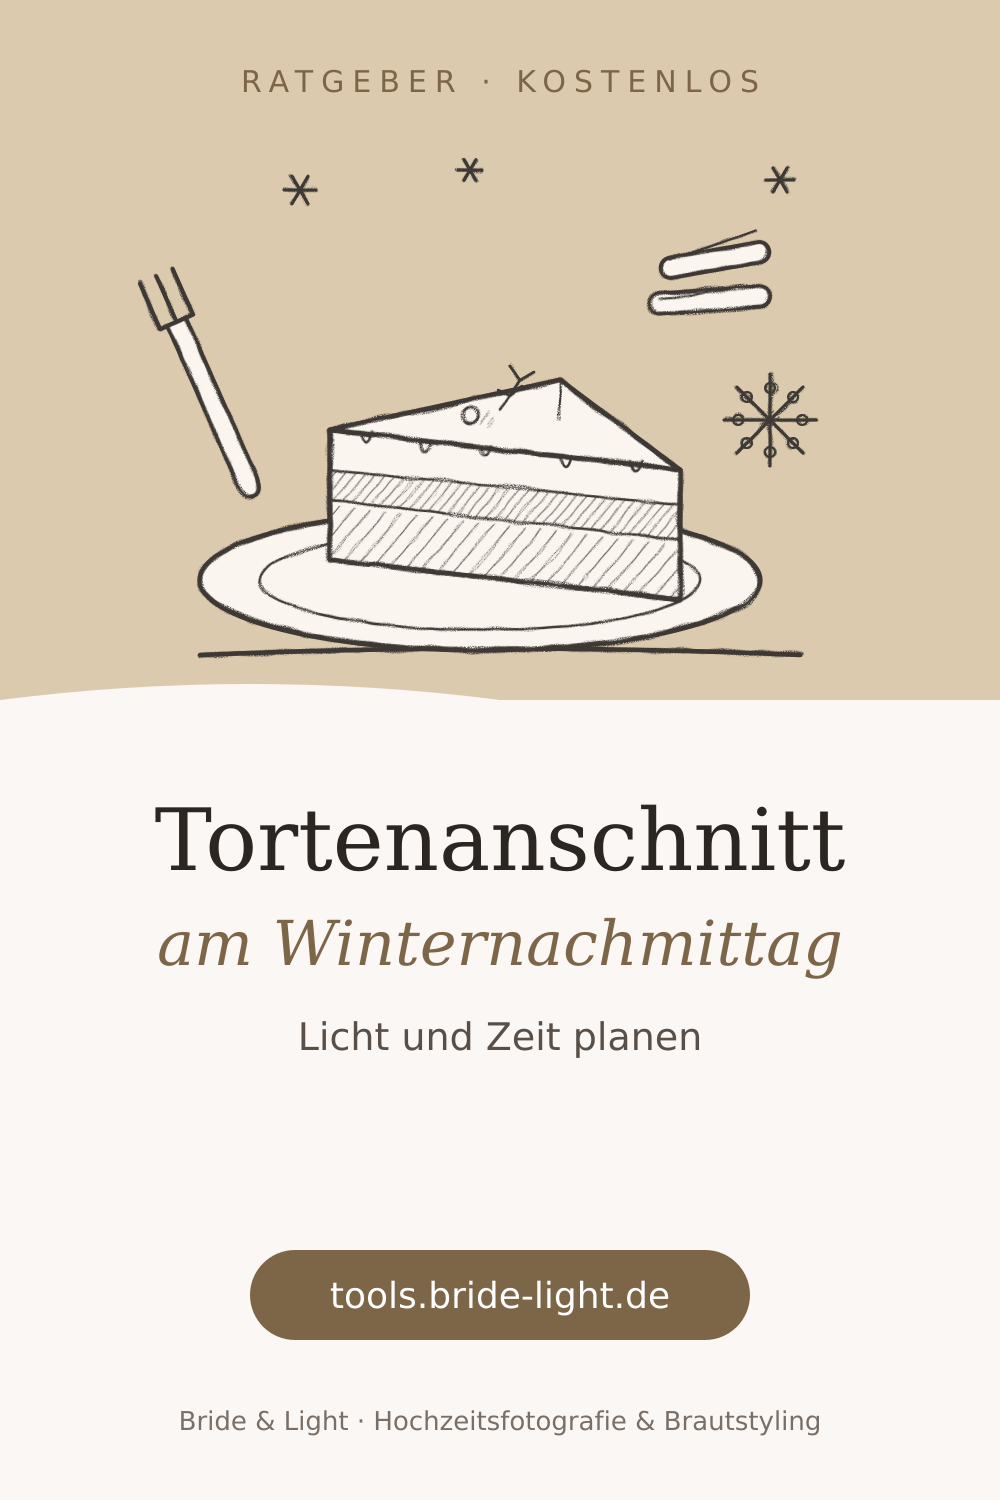 RATGEBER · KOSTENLOS
Tortenanschnitt
am Winternachmittag
Licht und Zeit planen
tools.bride-light.de
Bride & Light · Hochzeitsfotografie & Brautstyling